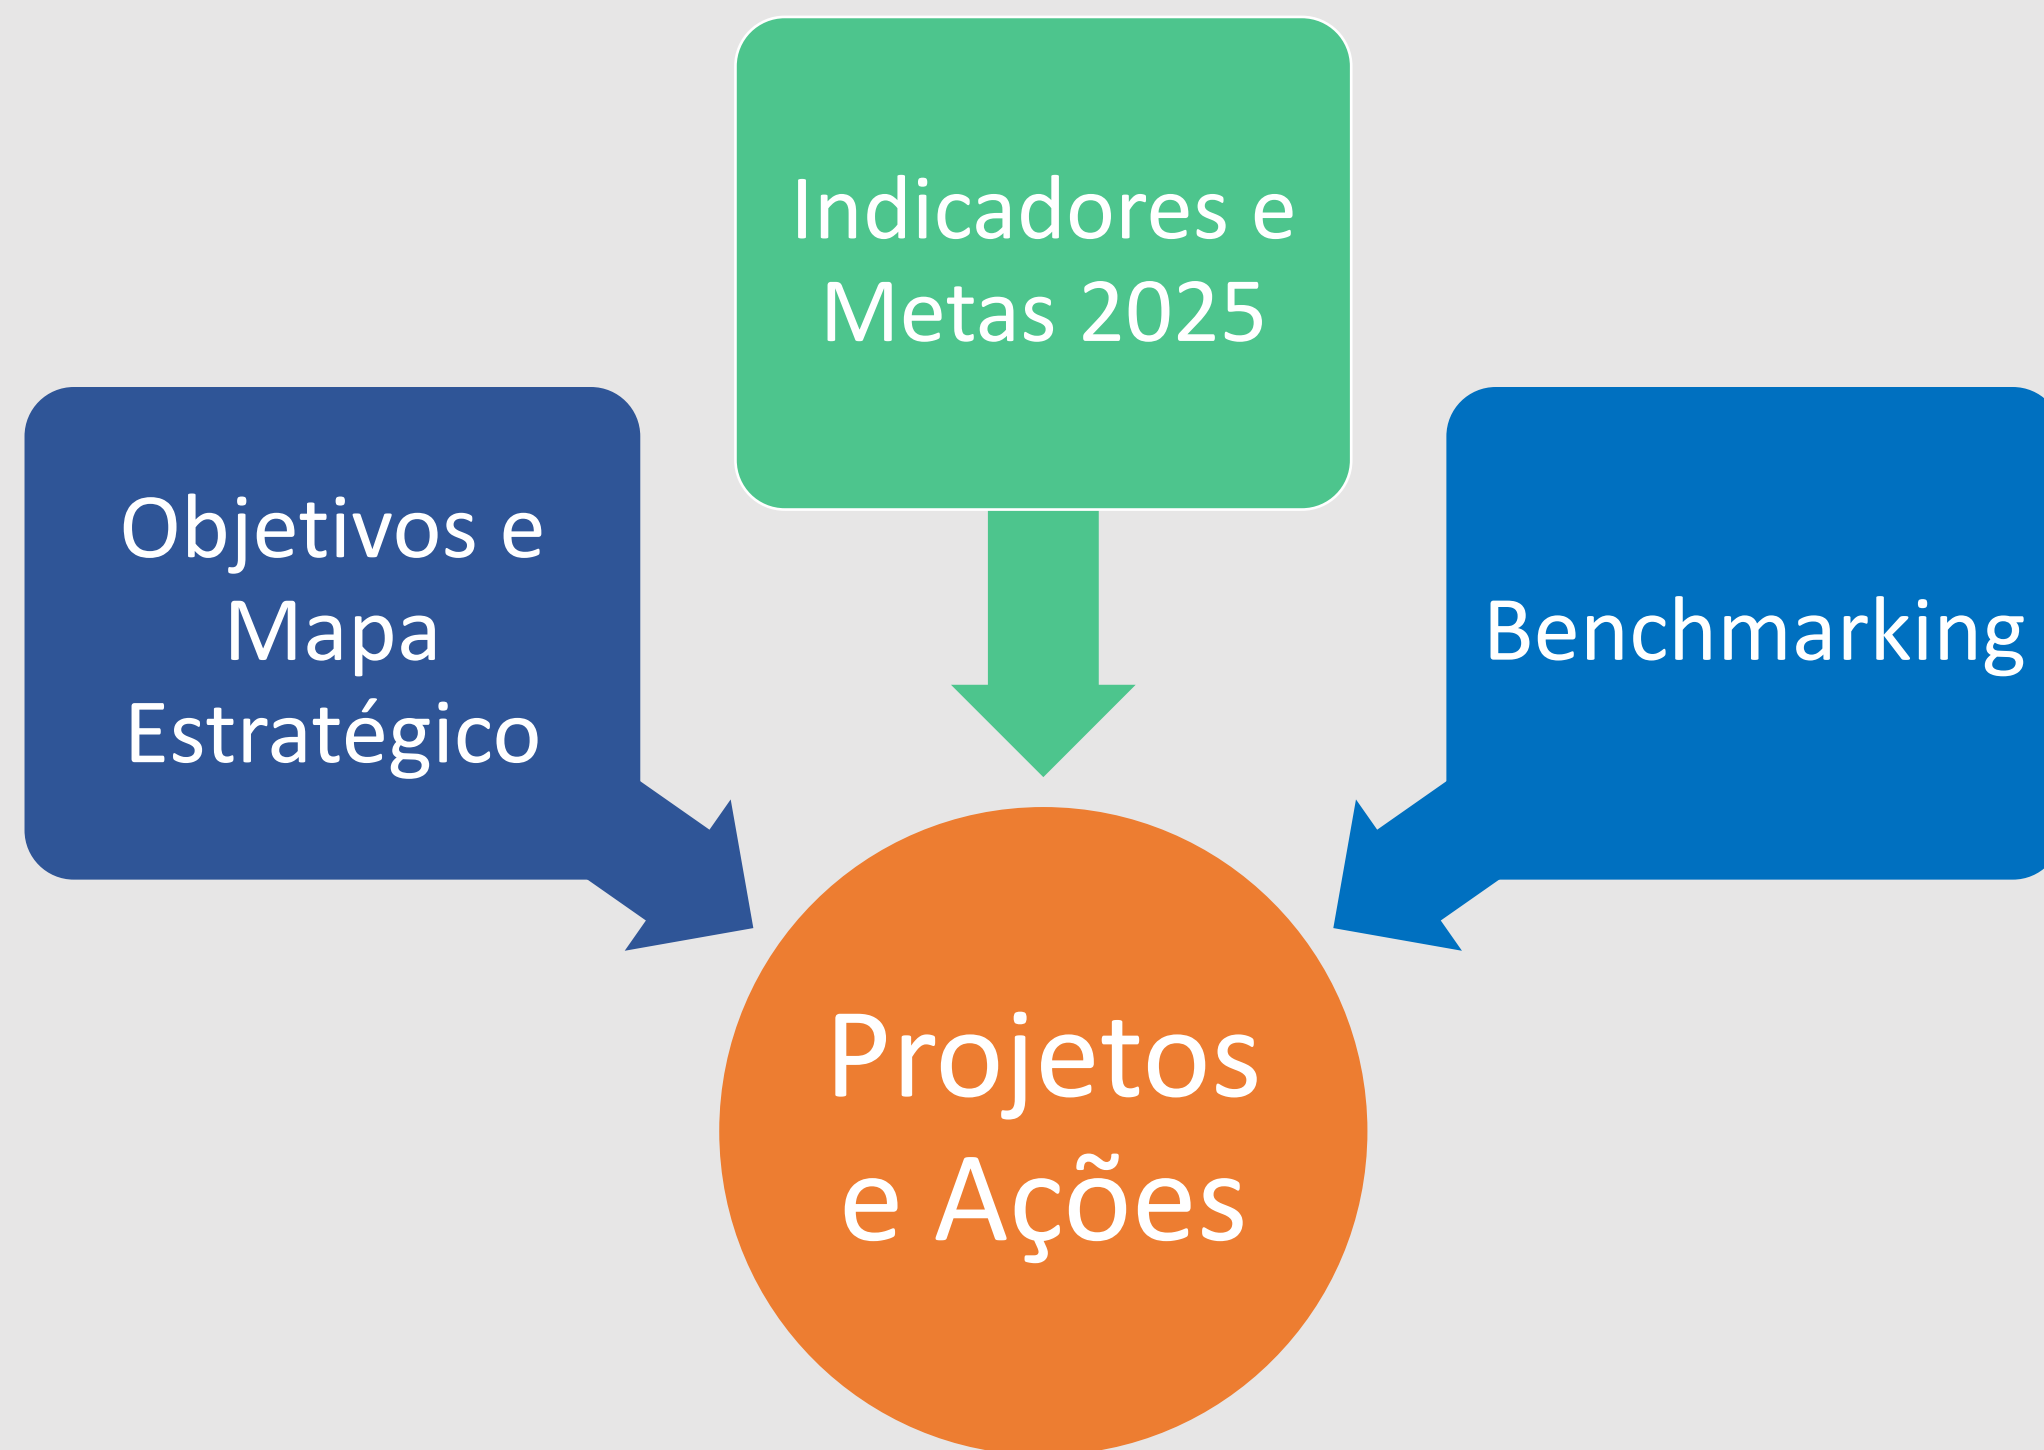 Indicadores e
Metas 2025
Objetivos e
Mapa
Estratégico
Benchmarking
Projetos
e Ações